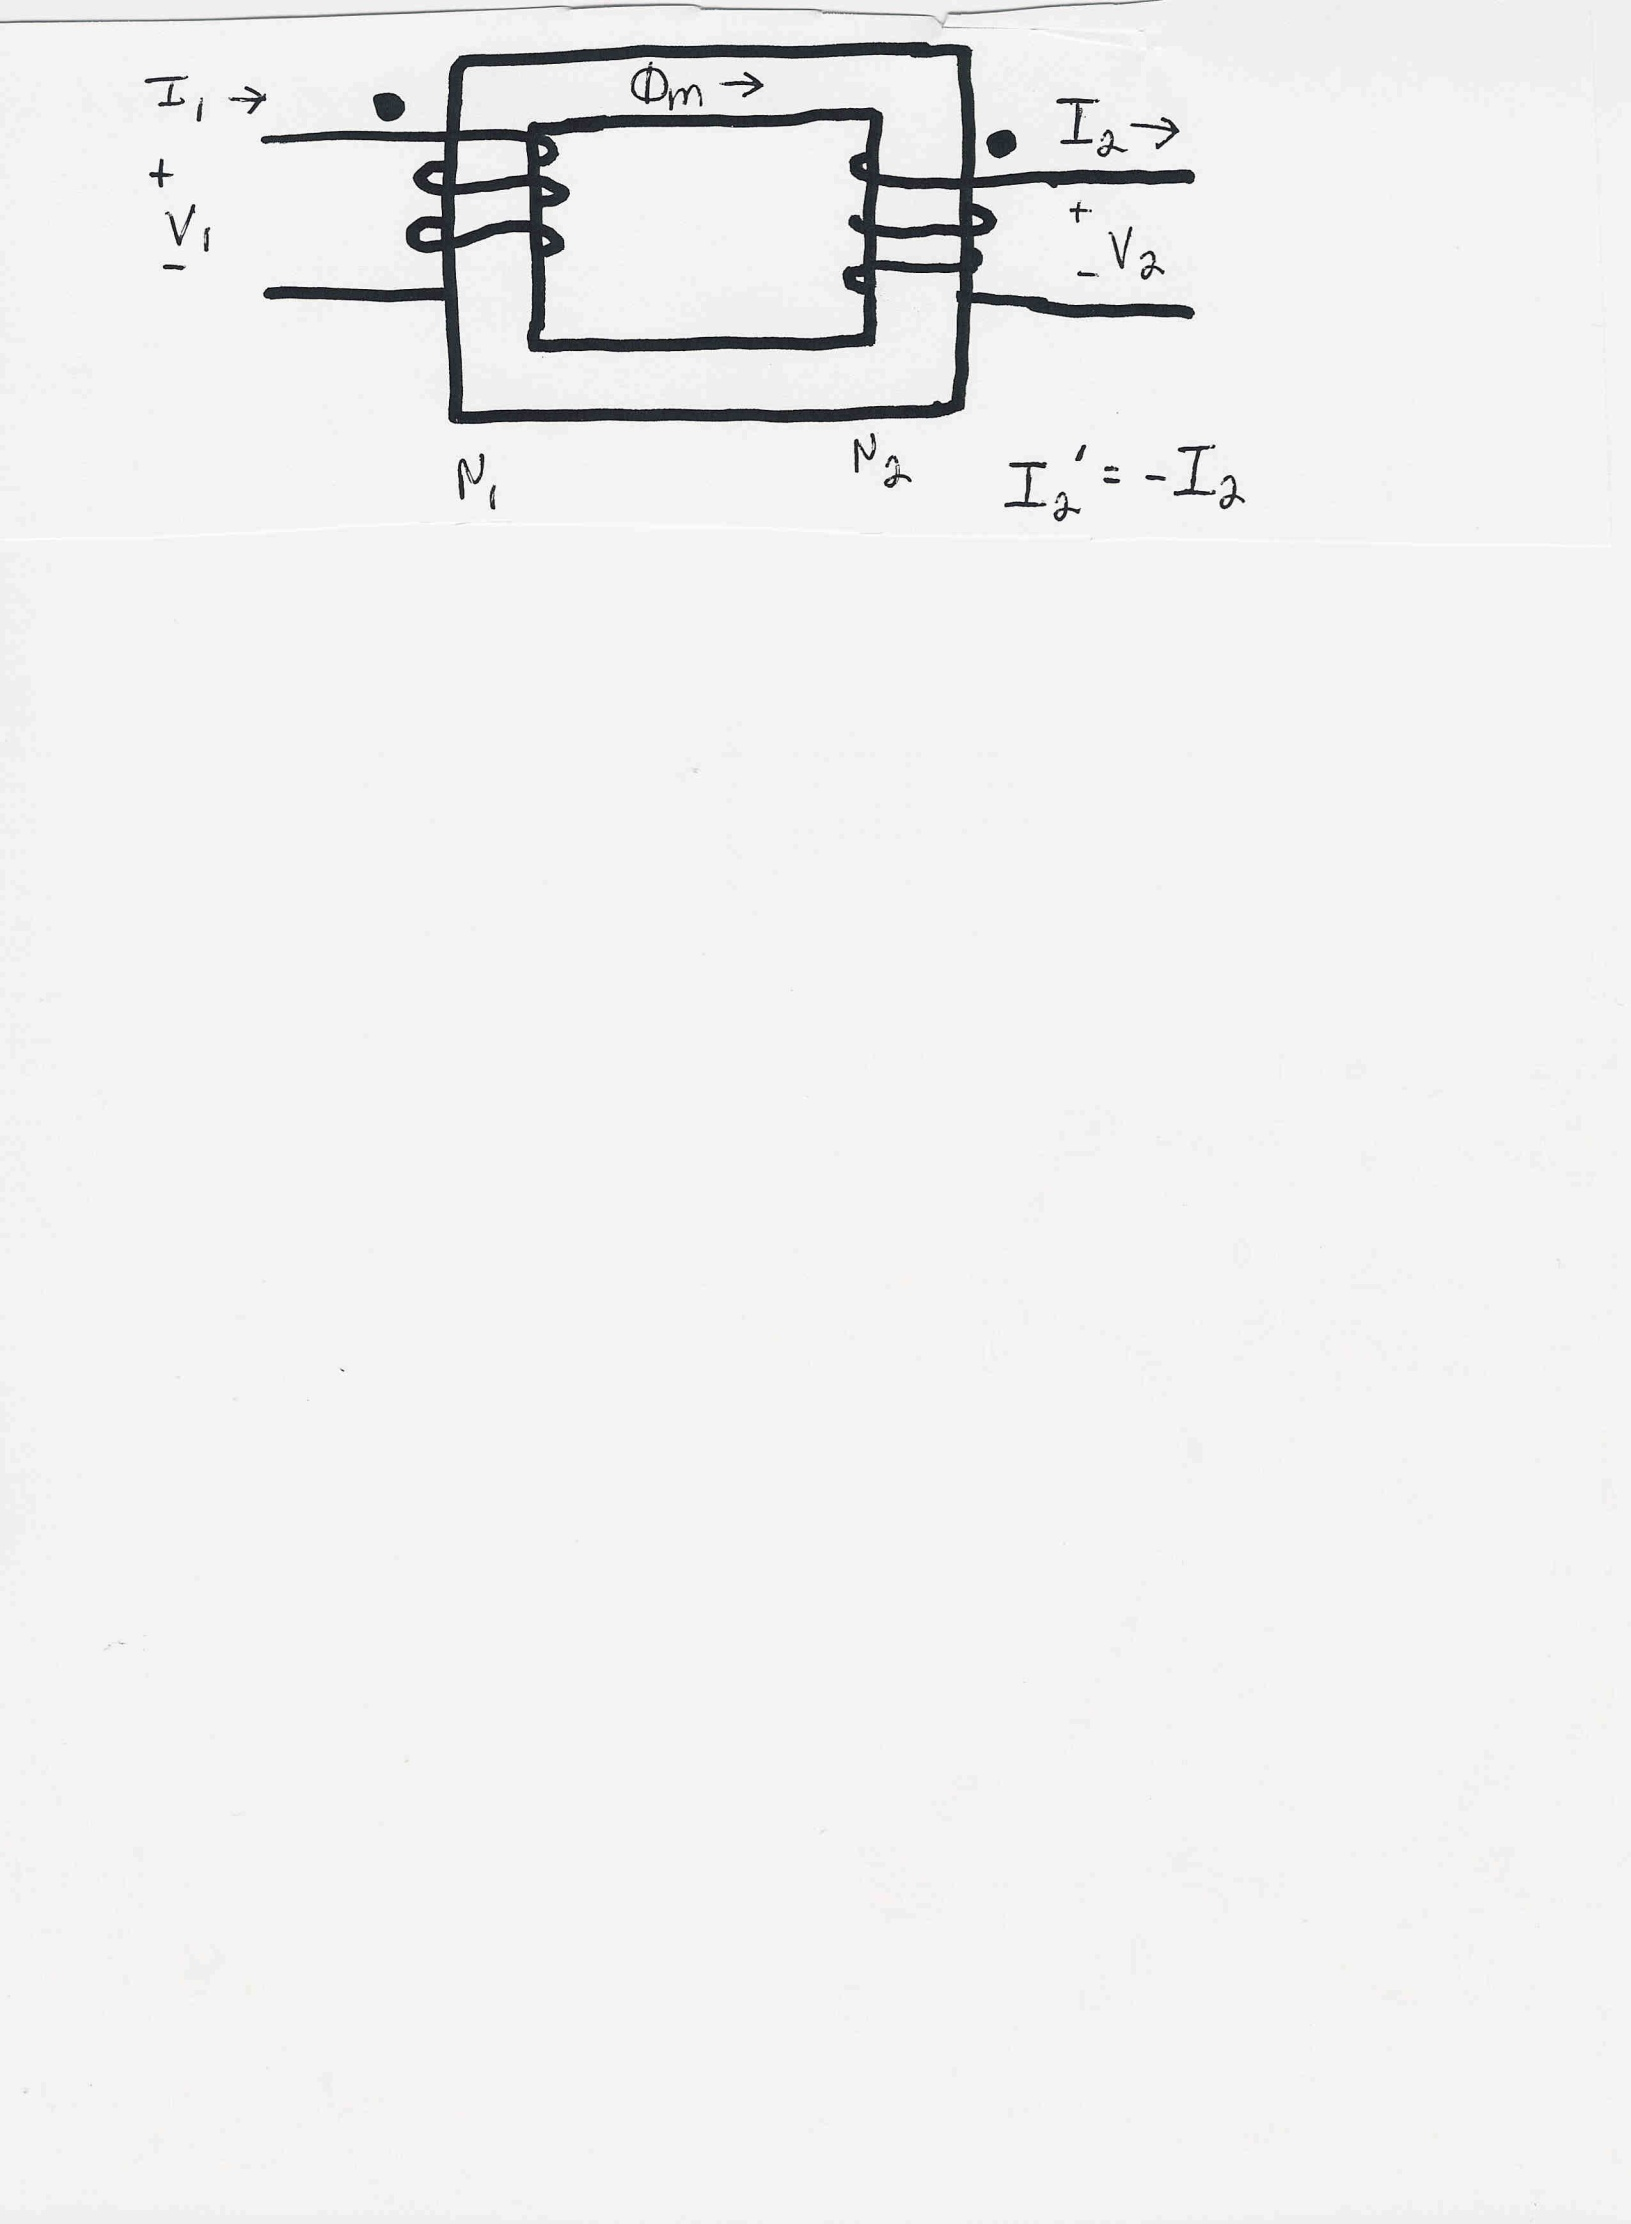 I₁ →
Φm →
I₂ →
+
V₁
-
+
V₂
-
N₁
N₂
I₂' = -I₂